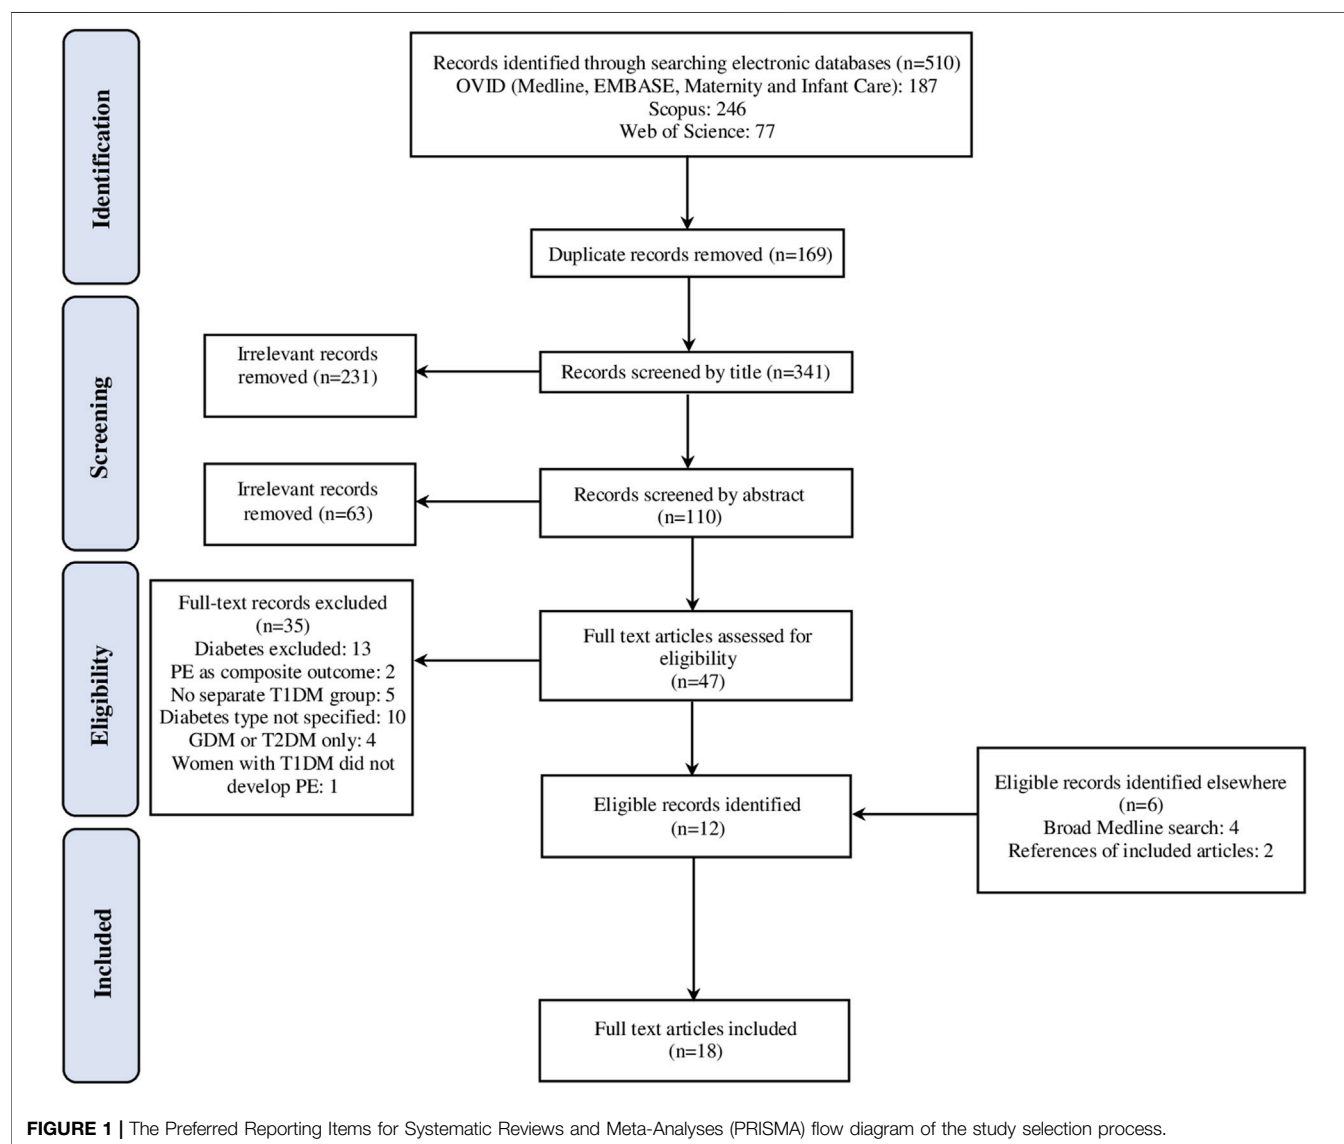 Identification
Records identified through searching electronic databases (n=510)
OVID (Medline, EMBASE, Maternity and Infant Care): 187
Scopus: 246
Web of Science: 77
Duplicate records removed (n=169)
Screening
Records screened by title (n=341)
Irrelevant records
removed (n=231)
Records screened by abstract
(n=110)
Irrelevant records
removed (n=63)
Eligibility
Full text articles assessed for
eligibility
(n=47)
Full-text records excluded
(n=35)
Diabetes excluded: 13
PE as composite outcome: 2
No separate T1DM group: 5
Diabetes type not specified: 10
GDM or T2DM only: 4
Women with T1DM did not
develop PE: 1
Eligible records identified
(n=12)
Eligible records identified elsewhere
(n=6)
Broad Medline search: 4
References of included articles: 2
Included
Full text articles included
(n=18)
FIGURE 1 | The Preferred Reporting Items for Systematic Reviews and Meta-Analyses (PRISMA) flow diagram of the study selection process.